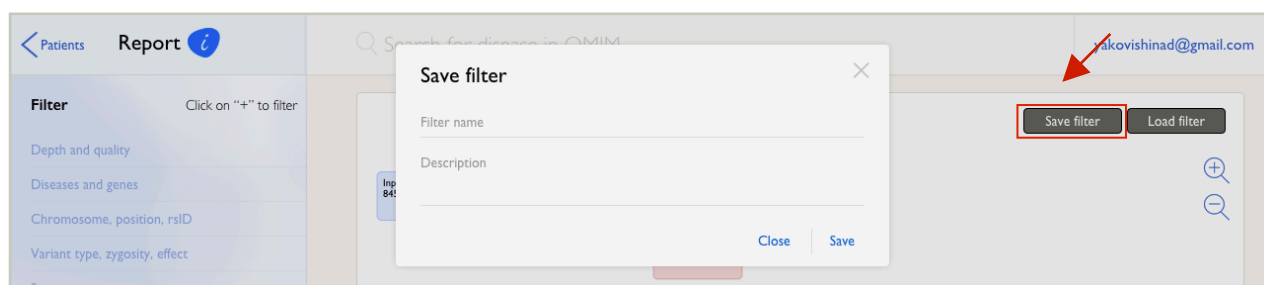 Patients
Report i
Search for disease in OMIM
yakovishinad@gmail.com
Filter
Click on "+" to filter
Depth and quality
Diseases and genes
Chromosome, position, rsID
Variant type, zygosity, effect
Save filter
Filter name
Description
Close
Save
Save filter
Load filter
Inp
845